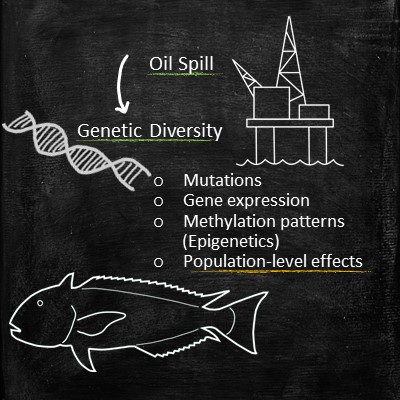 Oil Spill
Genetic Diversity
○ Mutations
○ Gene expression
○ Methylation patterns
(Epigenetics)
○ Population-level effects